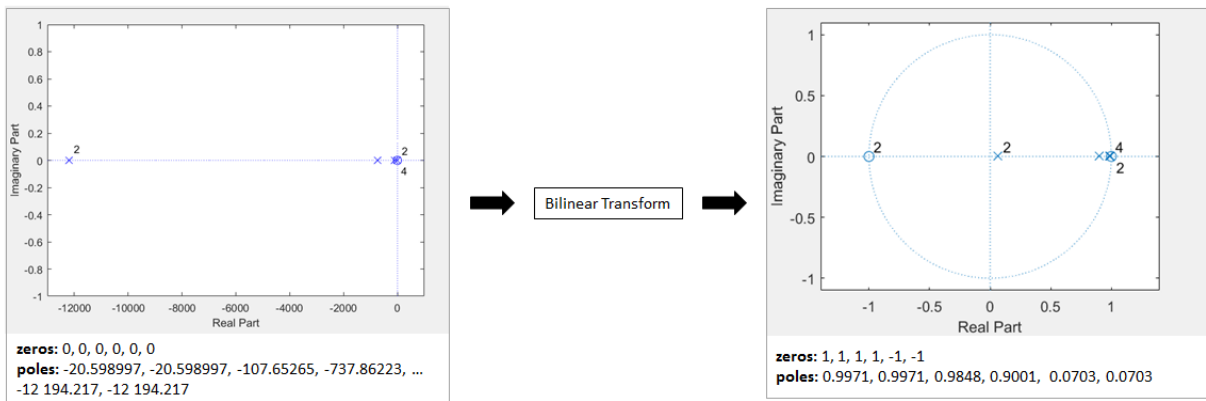 1
0.8
0.6
0.4
0.2
0
-0.2
-0.4
-0.6
-0.8
-1
Imaginary Part
2
2
4
-12000 -10000 -8000 -6000 -4000 -2000 0
Real Part
zeros: 0, 0, 0, 0, 0, 0
poles: -20.598997, -20.598997, -107.65265, -737.86223, ...
-12 194.217, -12 194.217
Bilinear Transform
1
0.5
0
-0.5
-1
Imaginary Part
2
2
4
2
-1 -0.5 0 0.5 1
Real Part
zeros: 1, 1, 1, 1, -1, -1
poles: 0.9971, 0.9971, 0.9848, 0.9001, 0.0703, 0.0703